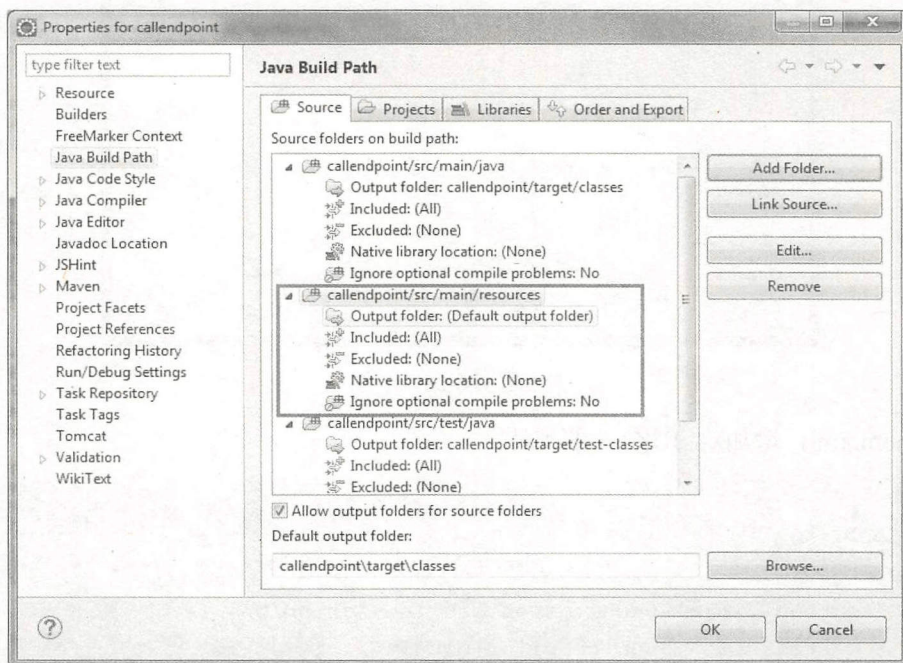 Properties for callendpoint
type filter text
Resource
Builders
FreeMarker Context
Java Build Path
Java Code Style
Java Compiler
Java Editor
Javadoc Location
JSHint
Maven
Project Facets
Project References
Refactoring History
Run/Debug Settings
Task Repository
Task Tags
Tomcat
Validation
WikiText
Java Build Path
Source
Projects
Libraries
Order and Export
Source folders on build path:
callendpoint/src/main/java
Output folder: callendpoint/target/classes
Included: (All)
Excluded: (None)
Native library location: (None)
Ignore optional compile problems: No
callendpoint/src/main/resources
Output folder: (Default output folder)
Included: (All)
Excluded: (None)
Native library location: (None)
Ignore optional compile problems: No
callendpoint/src/test/java
Output folder: callendpoint/target/test-classes
Included: (All)
Excluded: (None)
Add Folder...
Link Source...
Edit...
Remove
Allow output folders for source folders
Default output folder:
callendpoint\target\classes
Browse...
OK
Cancel